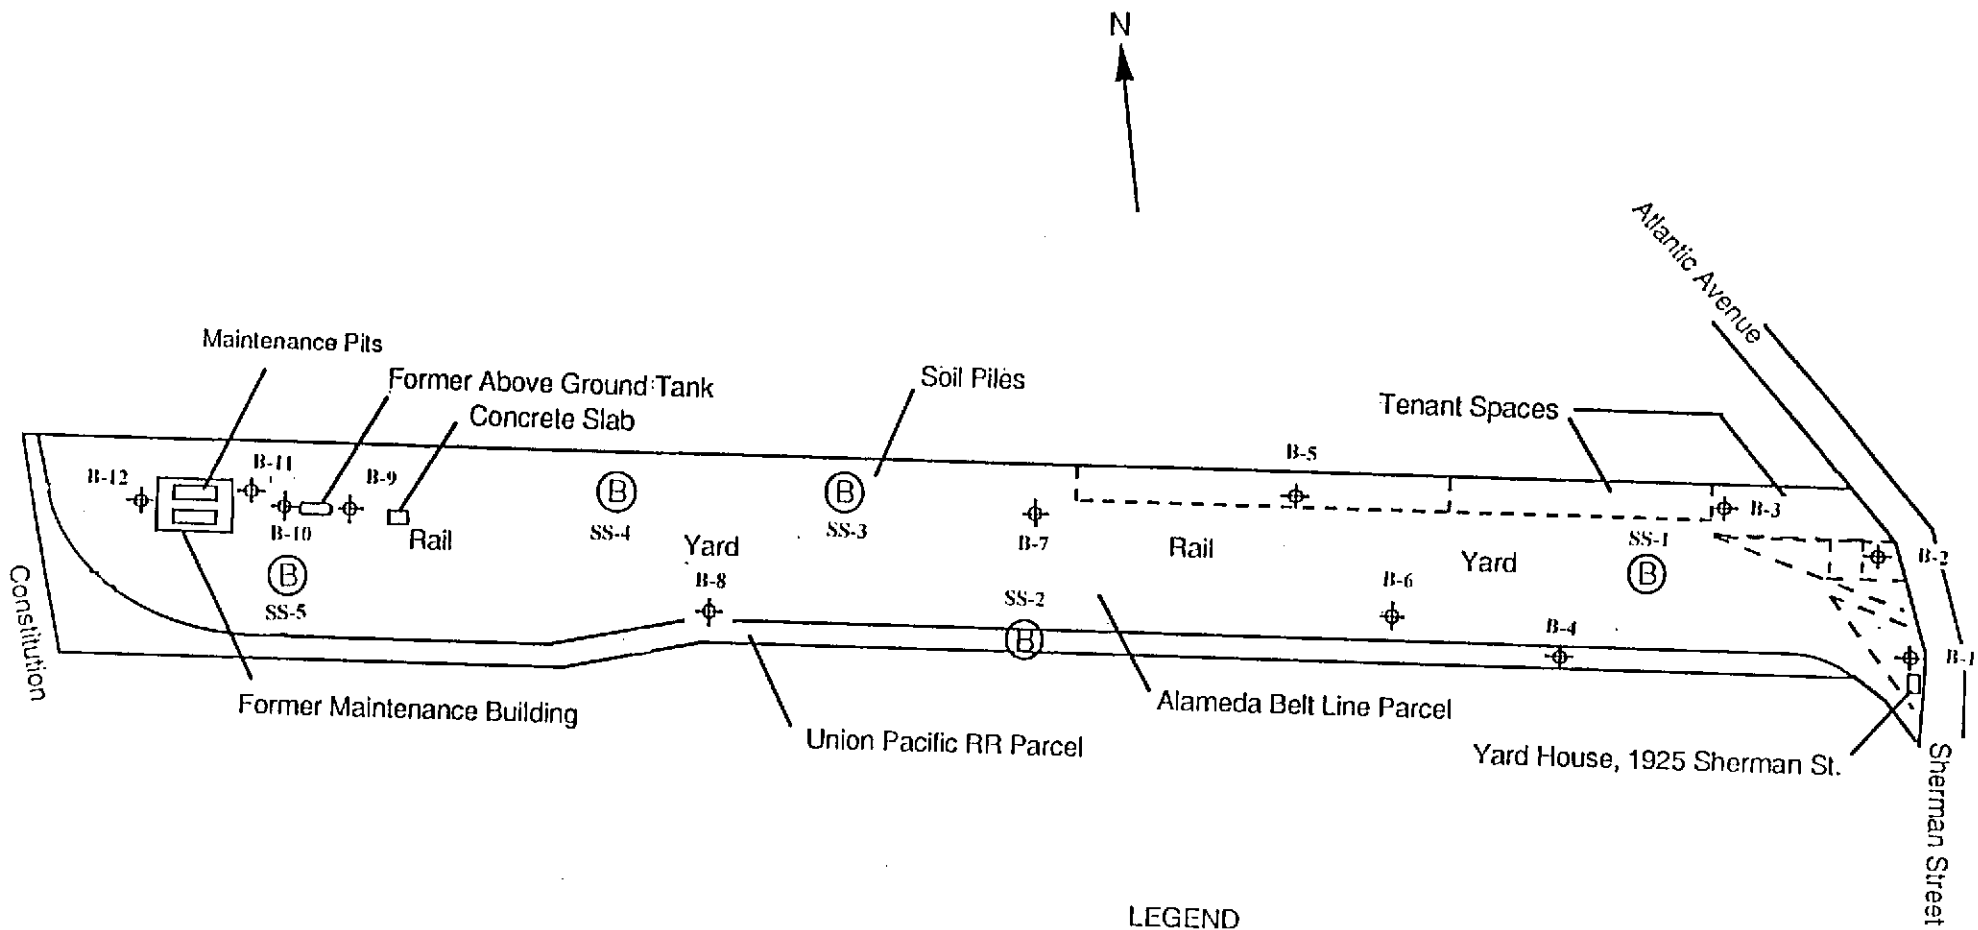 N
Atlantic Avenue
Maintenance Pits
Former Above Ground Tank
Concrete Slab
Soil Piles
Tenant Spaces
B-12
B-11
B-9
B-5
B-10
Rail
B
SS-4
Yard
B
SS-3
B-7
Rail
Yard
SS-1
B
B-3
B-2
Constitution
B
SS-5
B-8
SS-2
B
B-6
B-4
B-1
Former Maintenance Building
Union Pacific RR Parcel
Alameda Belt Line Parcel
Yard House, 1925 Sherman St.
Sherman Street
LEGEND